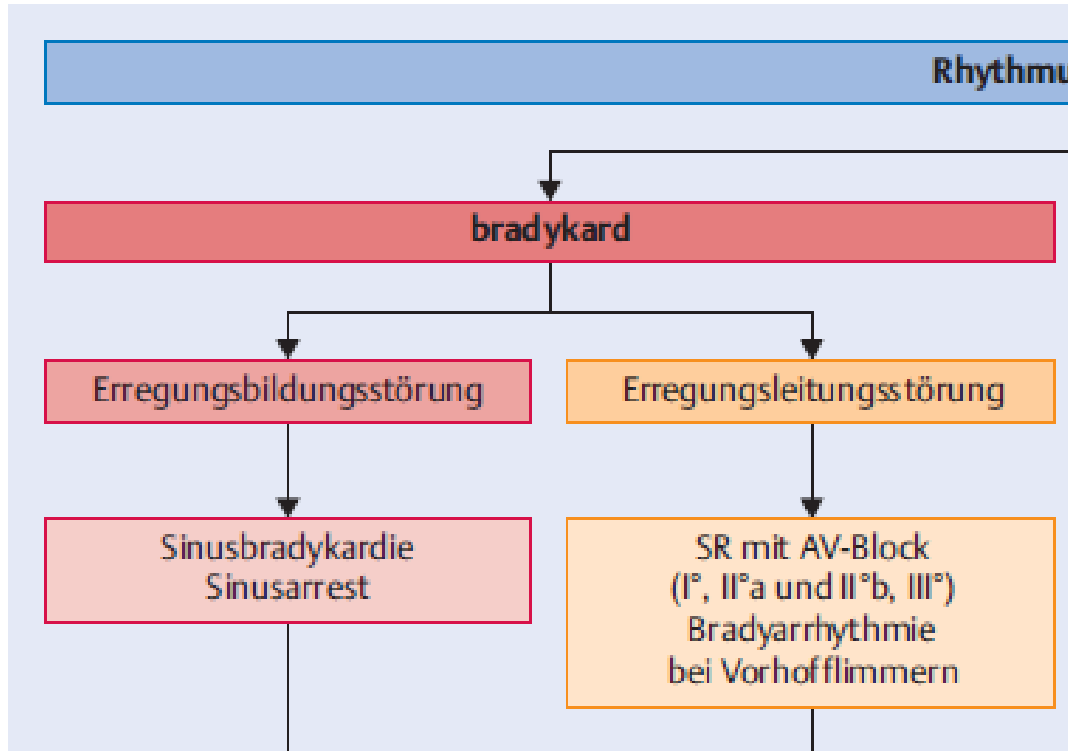 Rhythmu
bradykard
Erregungsbildungsstörung
Erregungsleitungsstörung
Sinusbradykardie
Sinusarrest
SR mit AV-Block
(I°, II°a und II°b, III°)
Bradyarrhythmie
bei Vorhofflimmern